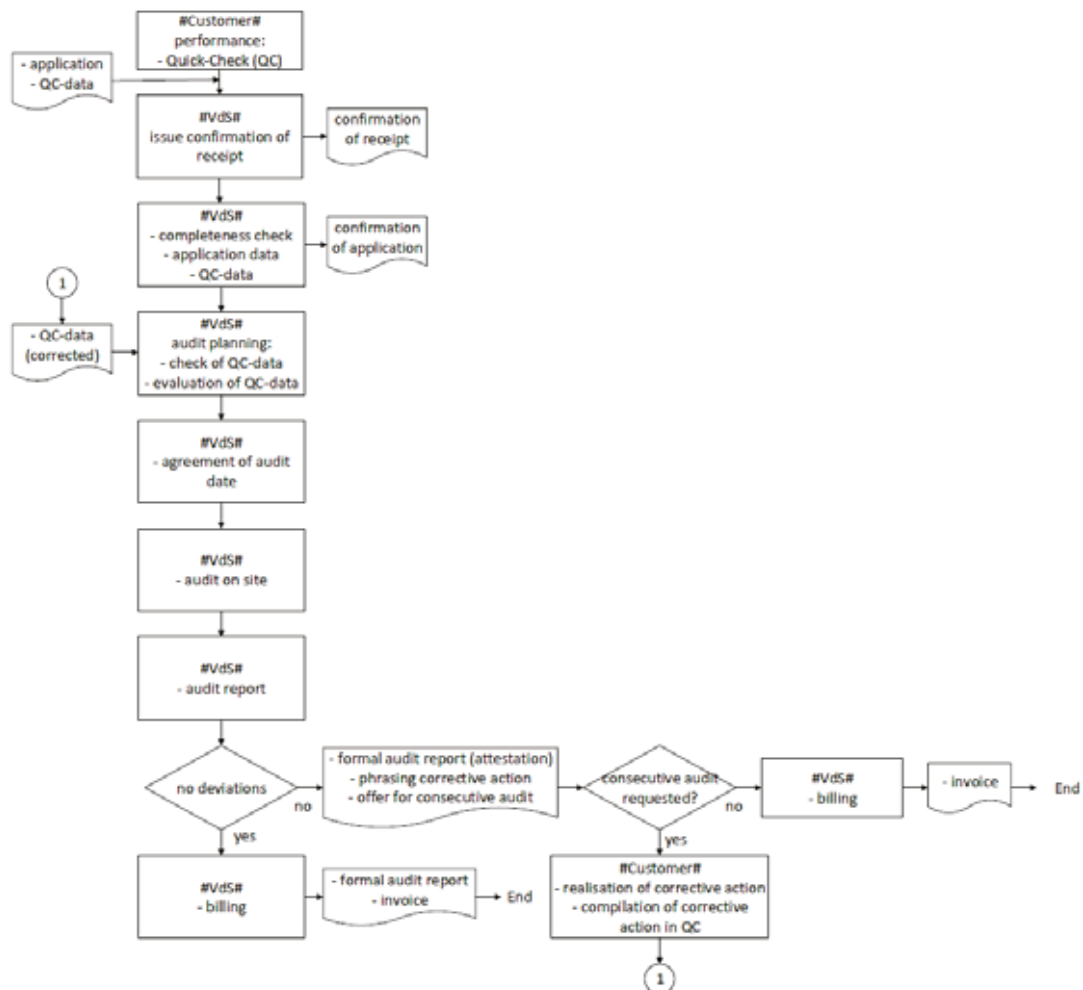 #Customer#
performance:
- Quick-Check (QC)
- application
- QC-data
#VdS#
issue confirmation of
receipt
confirmation
of receipt
#VdS#
- completeness check
- application data
- QC-data
confirmation
of application
1
- QC-data
(corrected)
#VdS#
audit planning:
- check of QC-data
- evaluation of QC-data
#VdS#
- agreement of audit
date
#VdS#
- audit on site
#VdS#
- audit report
no deviations
no
- formal audit report (attestation)
- phrasing corrective action
- offer for consecutive audit
consecutive audit
requested?
no
#VdS#
- billing
- invoice
End
yes
#VdS#
- billing
- formal audit report
- invoice
End
yes
#Customer#
- realisation of corrective action
- compilation of corrective
action in QC
1